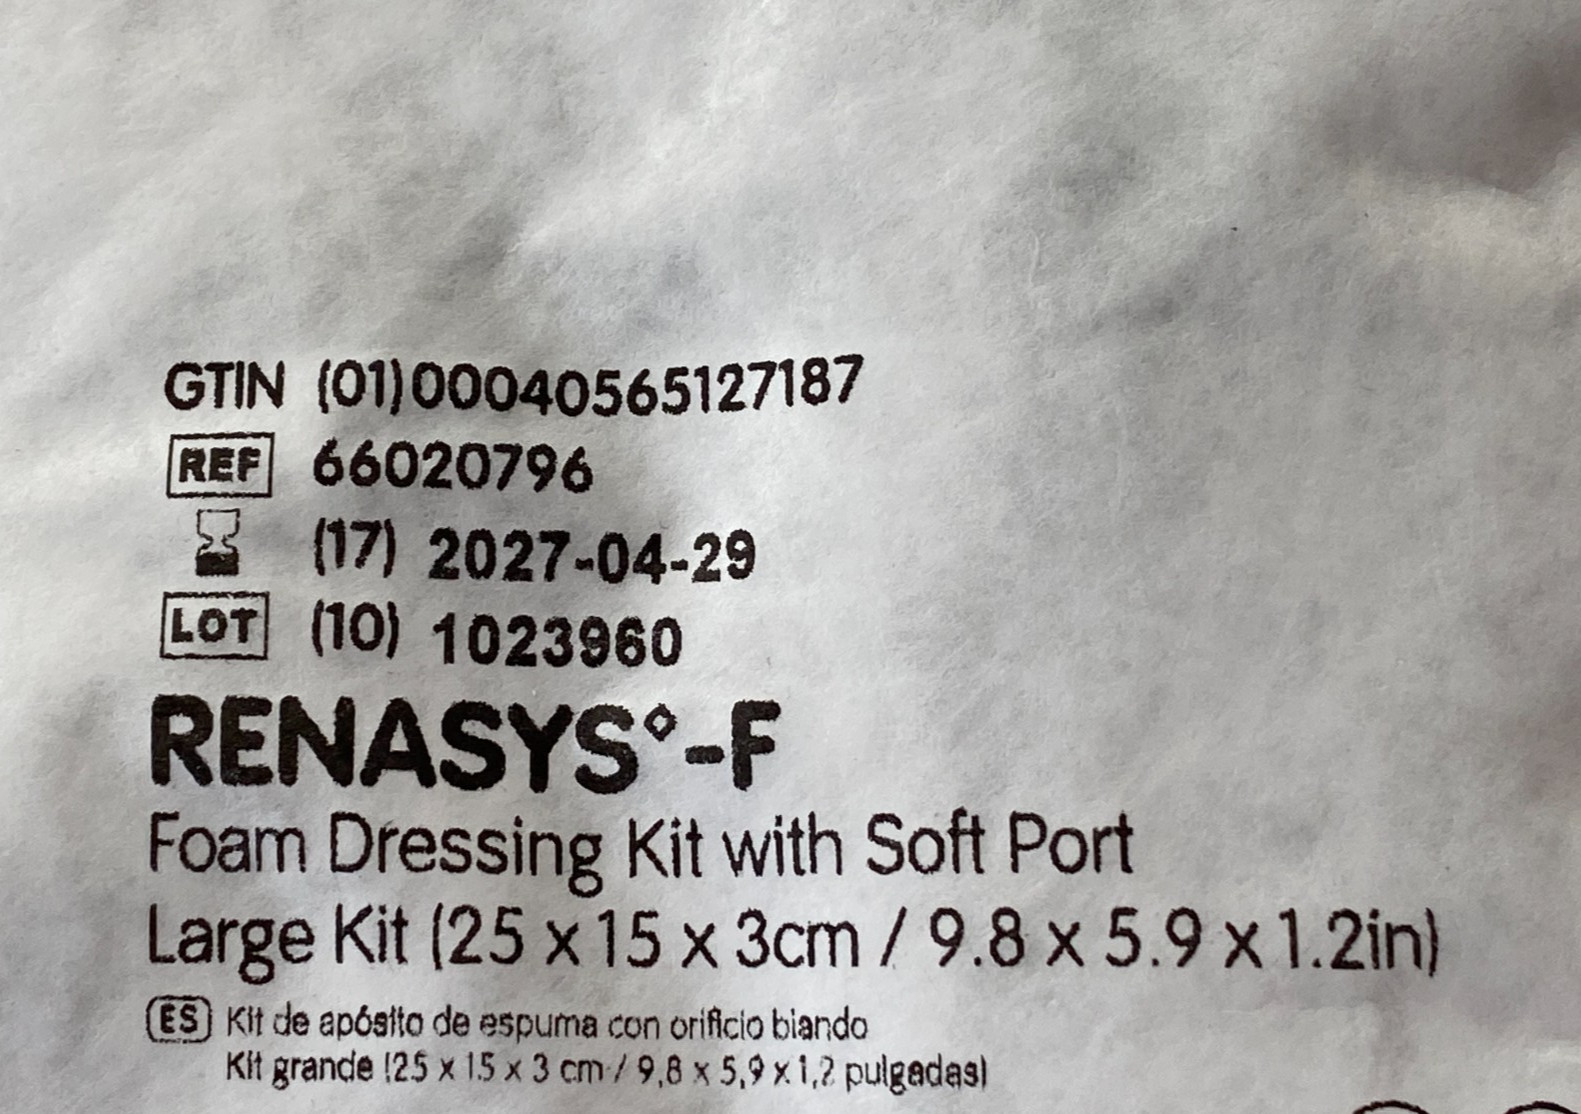 GTIN (01)00040565127187
REF 66020796
(17) 2027-04-29
LOT (10) 1023960
RENASYS°-F
Foam Dressing Kit with Soft Port
Large Kit (25 x 15 x 3cm / 9.8 x 5.9 x 1.2in)
ES Kit de apósito de espuma con orificio blando
Kit grande (25 x 15 x 3 cm / 9,8 x 5,9 x 1,2 pulgadas)